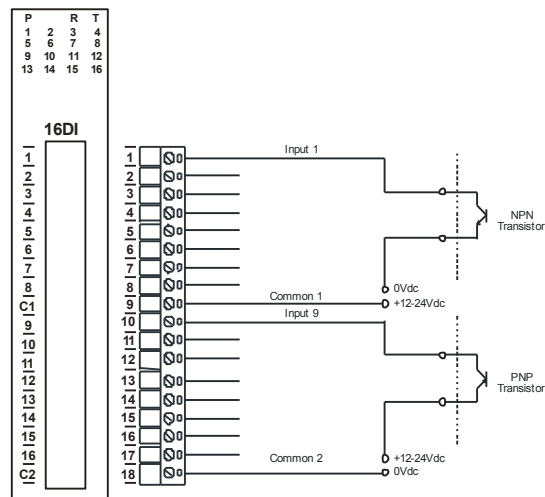 P R T
1 2 3 4
5 6 7 8
9 10 11 12
13 14 15 16
16DI
1
2
3
4
5
6
7
8
C1
9
10
11
12
13
14
15
16
C2
1
2
3
4
5
6
7
8
9
10
11
12
13
14
15
16
17
18
Input 1
NPN
Transistor
0Vdc
Common 1
+12-24Vdc
Input 9
PNP
Transistor
Common 2
+12-24Vdc
0Vdc